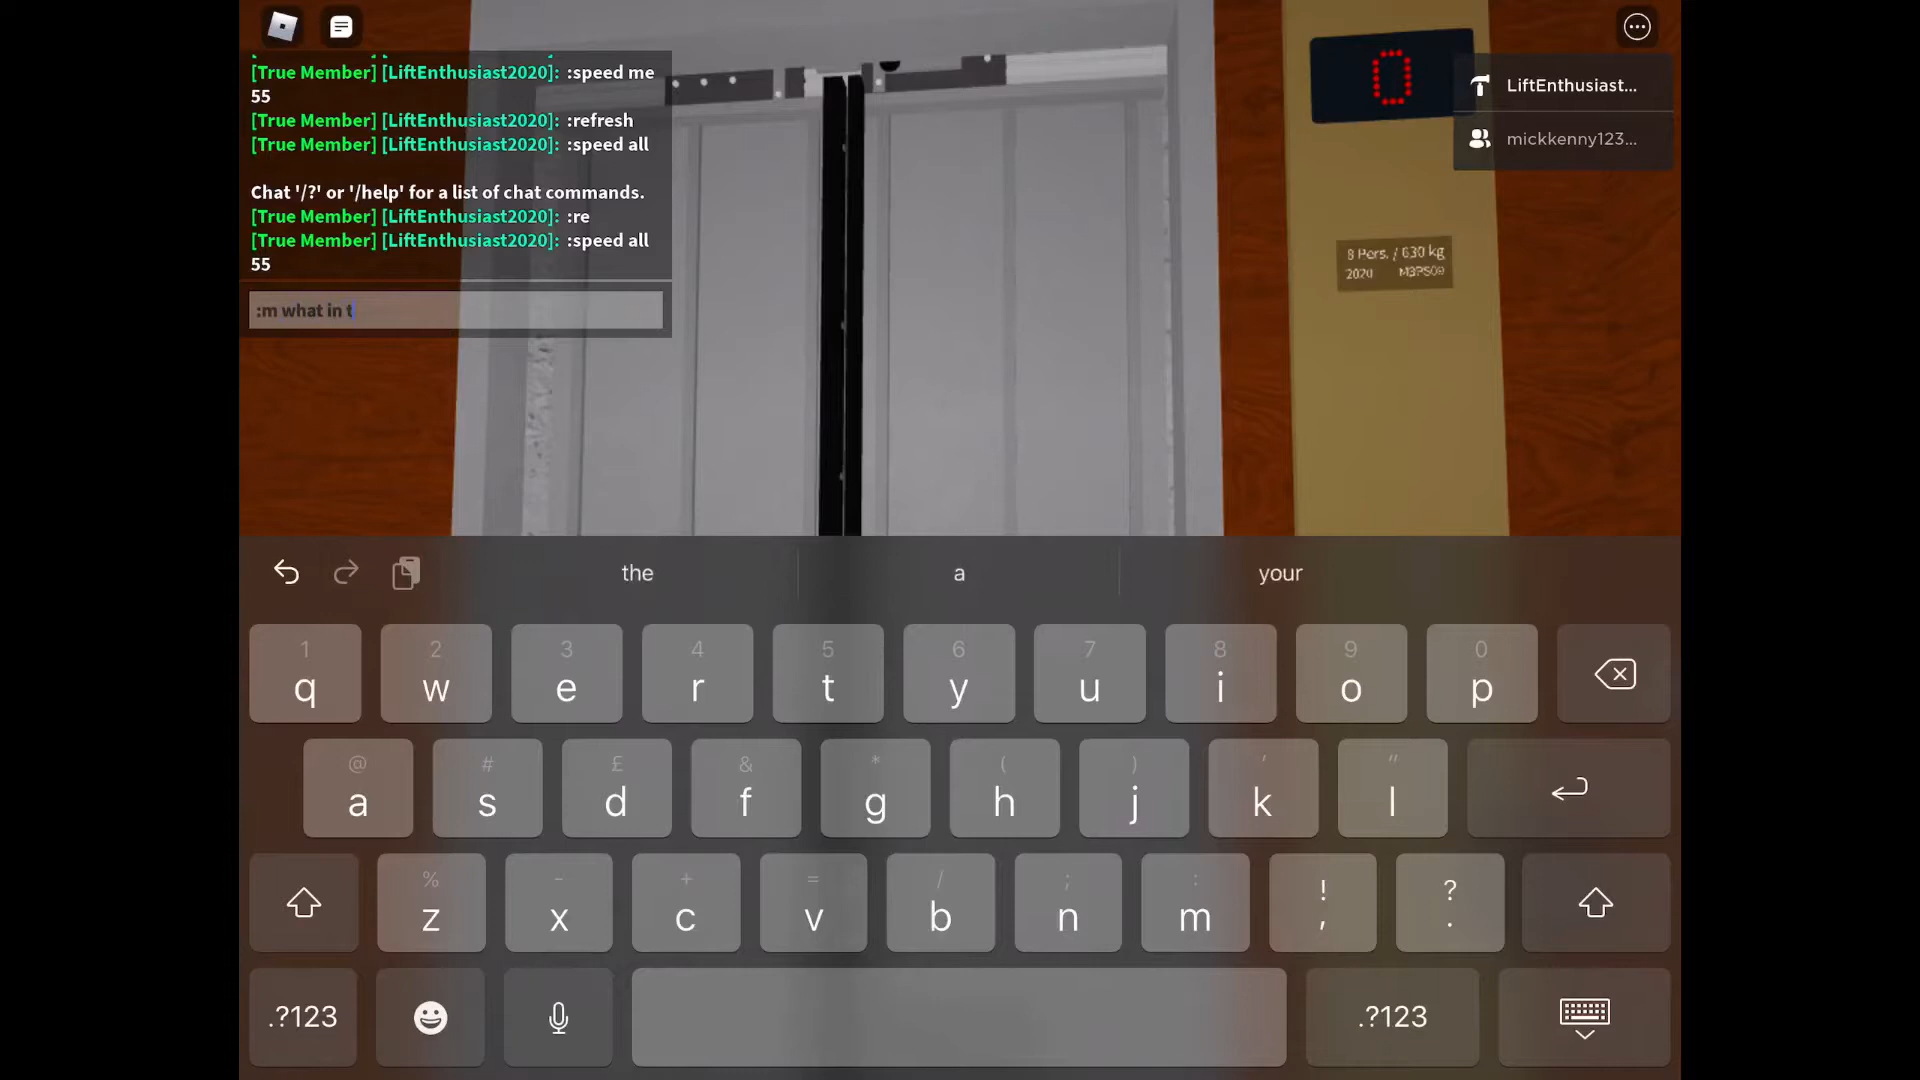 [True Member] [LiftEnthusiast2020]: :speed me
55
[True Member] [LiftEnthusiast2020]: :refresh
[True Member] [LiftEnthusiast2020]: :speed all
Chat '/?' or '/help' for a list of chat commands.
[True Member] [LiftEnthusiast2020]: :re
[True Member] [LiftEnthusiast2020]: :speed all
55
:m what in t
0
LiftEnthusiast...
mickkenny123...
8 Pers. / 630 kg
2020 M3PS09
the a your
1 2 3 4 5 6 7 8 9 0
q w e r t y u i o p
@ # £ & * ( ) ' "
a s d f g h j k l
% - + = / ; : ! ?
z x c v b n m , .
.?123 .?123